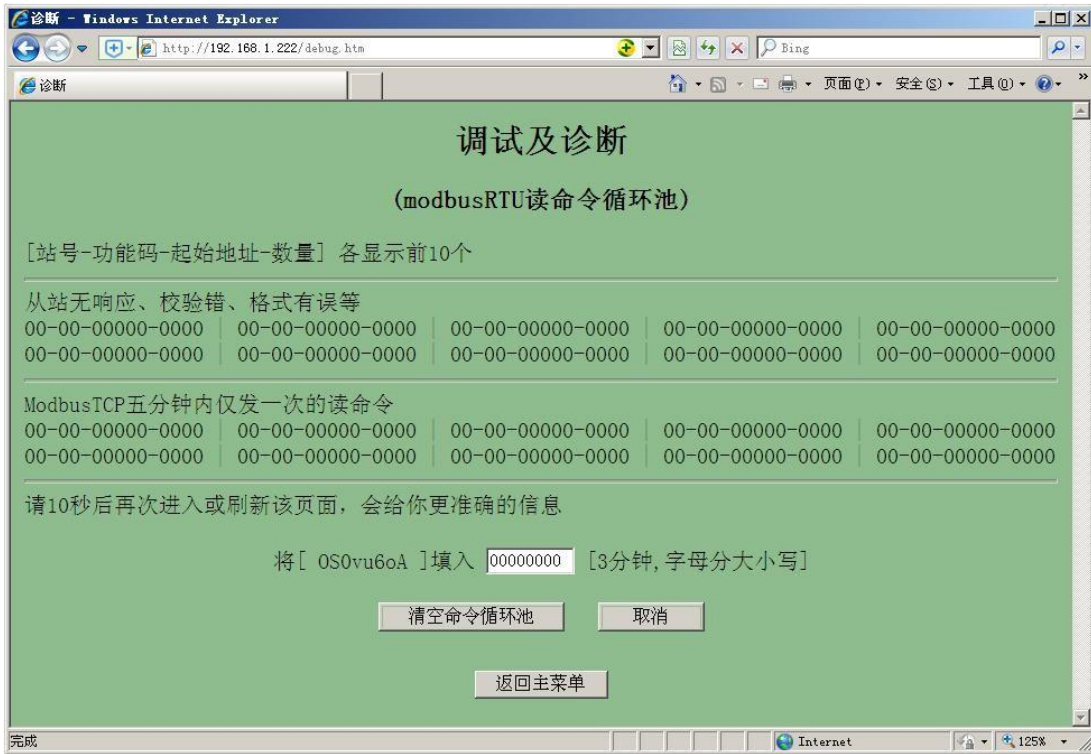 诊断 - Windows Internet Explorer
http://192.168.1.222/debug.htm
Bing
诊断
页面(P) 安全(S) 工具(O)
调试及诊断
(modbusRTU读命令循环池)
[站号-功能码-起始地址-数量] 各显示前10个
从站无响应、校验错、格式有误等
00-00-00000-0000 | 00-00-00000-0000 | 00-00-00000-0000 | 00-00-00000-0000 | 00-00-00000-0000
00-00-00000-0000 | 00-00-00000-0000 | 00-00-00000-0000 | 00-00-00000-0000 | 00-00-00000-0000
ModbusTCP五分钟内仅发一次的读命令
00-00-00000-0000 | 00-00-00000-0000 | 00-00-00000-0000 | 00-00-00000-0000 | 00-00-00000-0000
00-00-00000-0000 | 00-00-00000-0000 | 00-00-00000-0000 | 00-00-00000-0000 | 00-00-00000-0000
请10秒后再次进入或刷新该页面，会给你更准确的信息
将[ OS0vu6oA ]填入 00000000 [3分钟,字母分大小写]
清空命令循环池 取消
返回主菜单
完成 Internet 125%